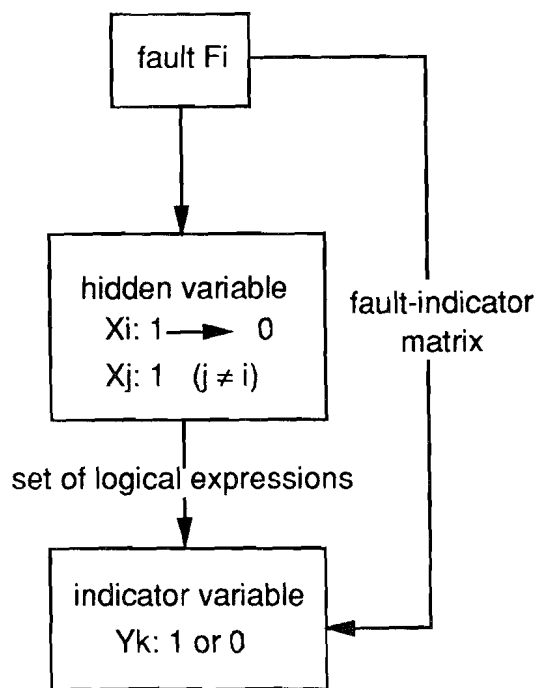 fault Fi
hidden variable
Xi: 1 → 0
Xj: 1 (j ≠ i)
fault-indicator
matrix
set of logical expressions
indicator variable
Yk: 1 or 0